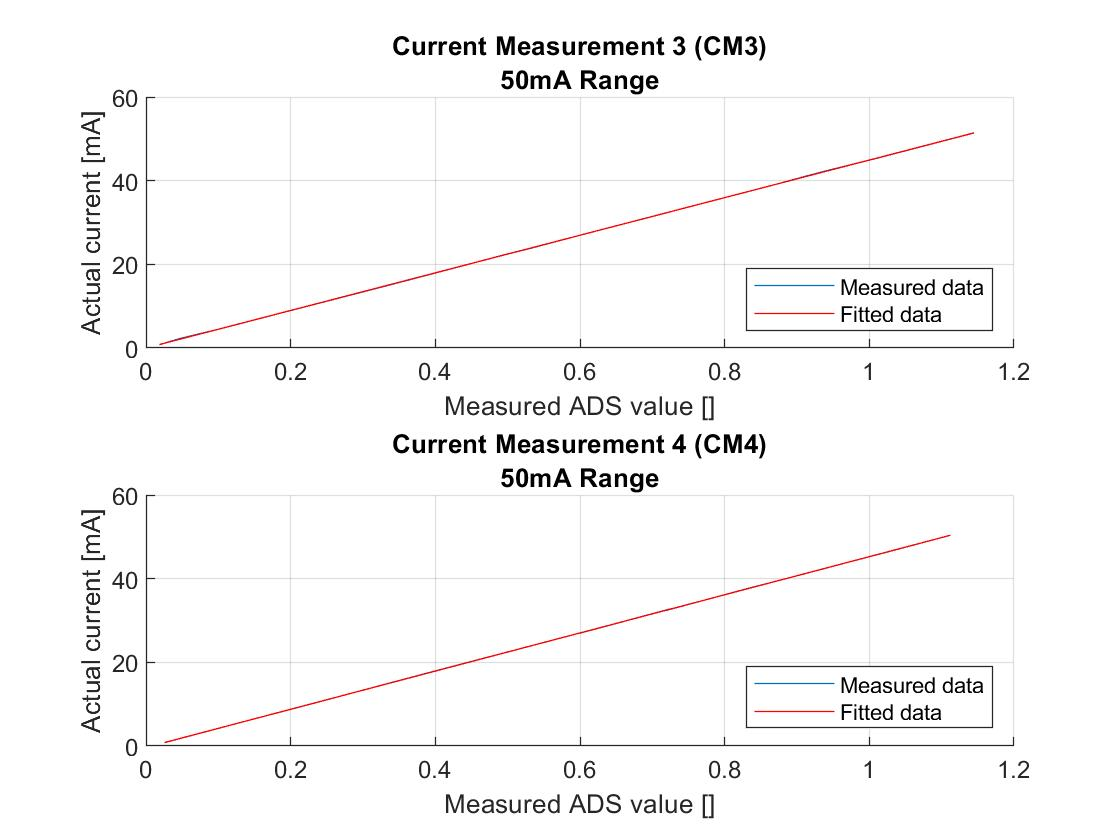 Current Measurement 3 (CM3)
50mA Range
60
40
20
0
Actual current [mA]
Measured data
Fitted data
0 0.2 0.4 0.6 0.8 1 1.2
Measured ADS value []
Current Measurement 4 (CM4)
50mA Range
60
40
20
0
Actual current [mA]
Measured data
Fitted data
0 0.2 0.4 0.6 0.8 1 1.2
Measured ADS value []